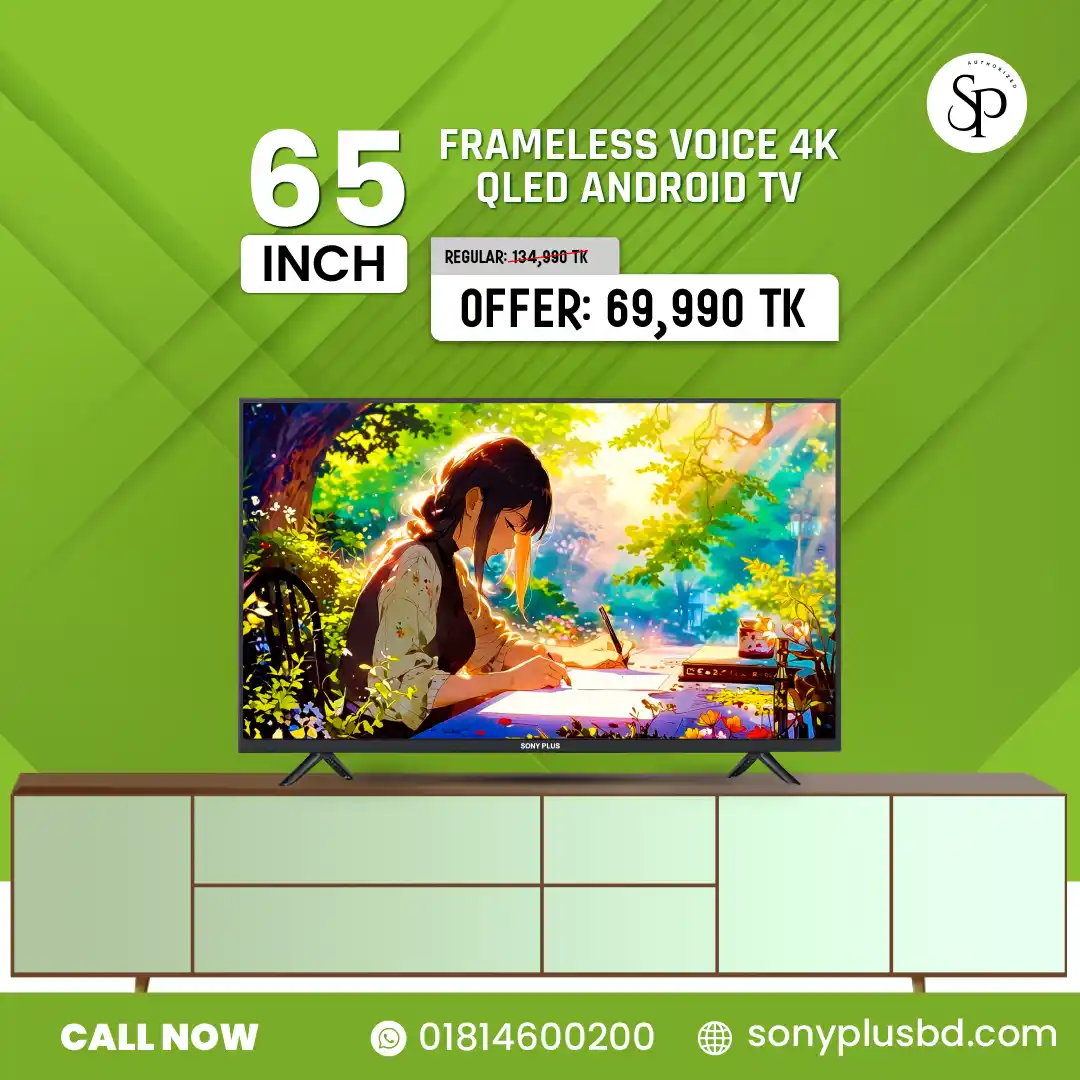 AUTHORIZED
SP
65
INCH
FRAMELESS VOICE 4K
QLED ANDROID TV
REGULAR: 134,990 TK
OFFER: 69,990 TK
SONY PLUS
CALL NOW
01814600200
sonyplusbd.com